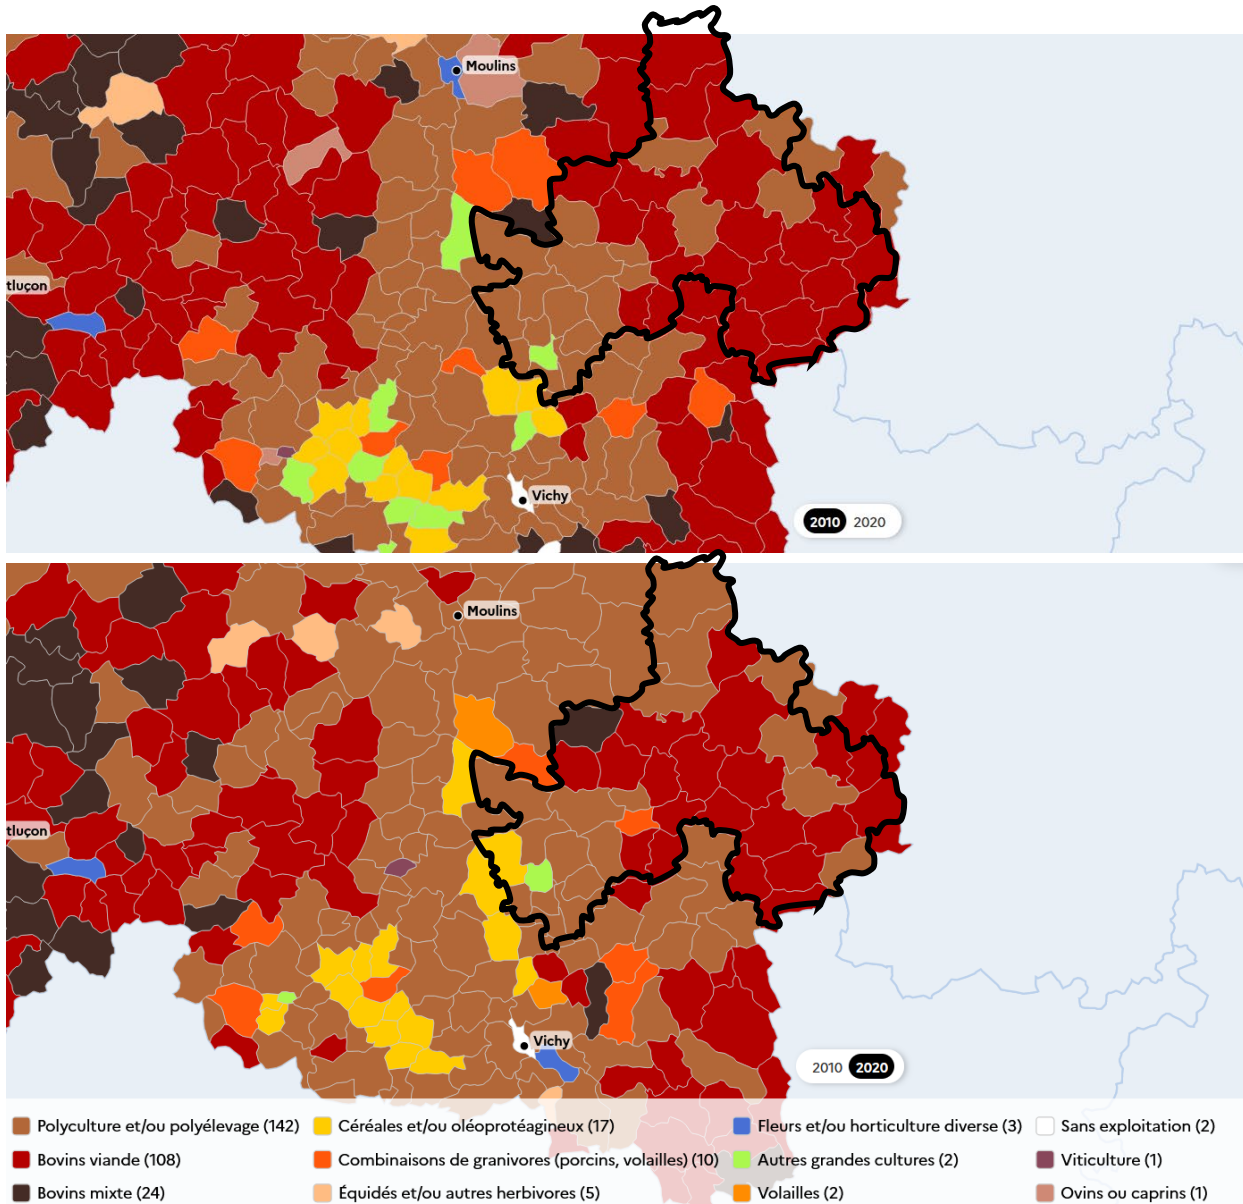 Moulins
tluçon
Vichy
2010 2020
Moulins
tluçon
Vichy
2010 2020
Polyculture et/ou polyélevage (142)
Céréales et/ou oléoprotéagineux (17)
Fleurs et/ou horticulture diverse (3)
Sans exploitation (2)
Bovins viande (108)
Combinaisons de granivores (porcins, volailles) (10)
Autres grandes cultures (2)
Viticulture (1)
Bovins mixte (24)
Équidés et/ou autres herbivores (5)
Volailles (2)
Ovins ou caprins (1)